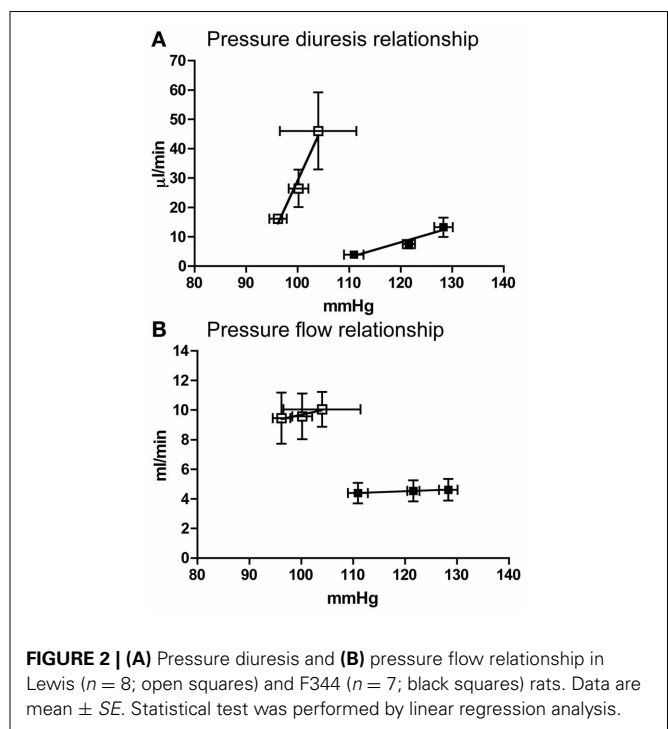 A Pressure diuresis relationship
70
60
50
40
30
20
10
0
µl/min
80 90 100 110 120 130 140
mmHg
B Pressure flow relationship
14
12
10
8
6
4
2
0
ml/min
80 90 100 110 120 130 140
mmHg
FIGURE 2 | (A) Pressure diuresis and (B) pressure flow relationship in
Lewis (n = 8; open squares) and F344 (n = 7; black squares) rats. Data are
mean ± SE. Statistical test was performed by linear regression analysis.